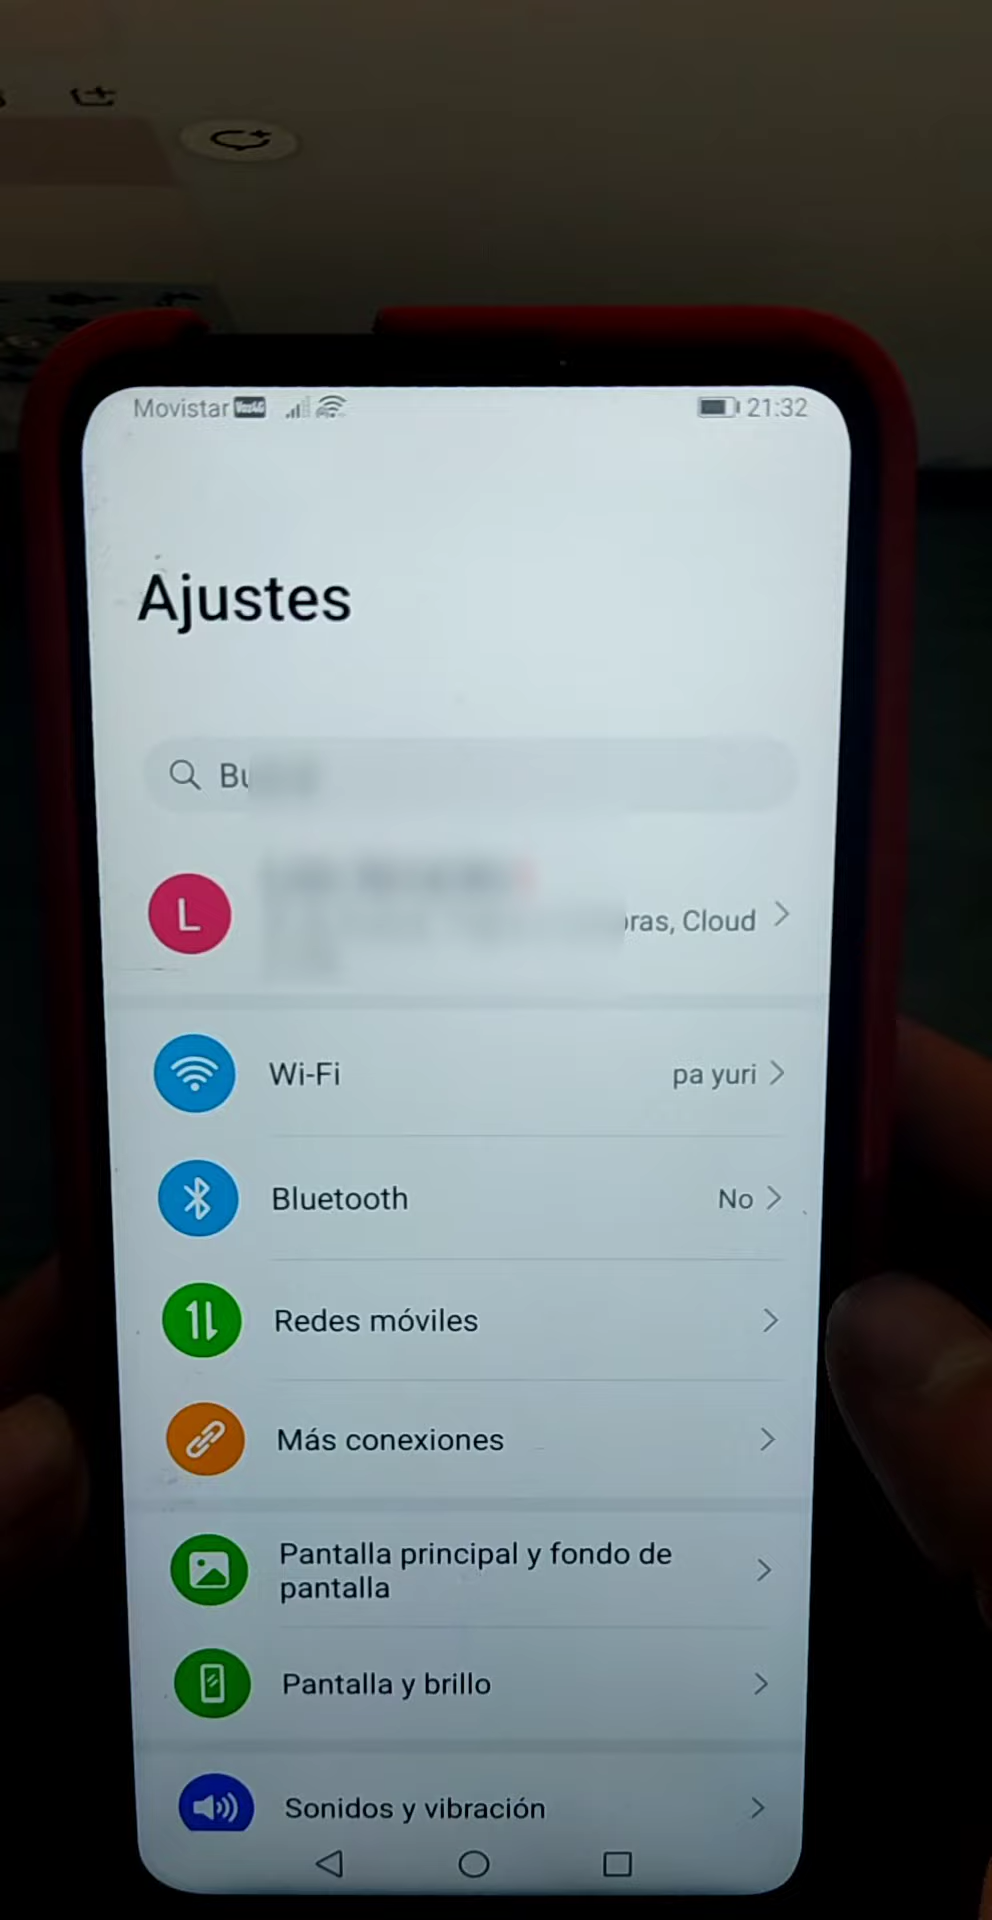 Movistar 21:32
Ajustes
L
ras, Cloud
Wi-Fi pa yuri
Bluetooth No
Redes móviles
Más conexiones
Pantalla principal y fondo de
pantalla
Pantalla y brillo
Sonidos y vibración